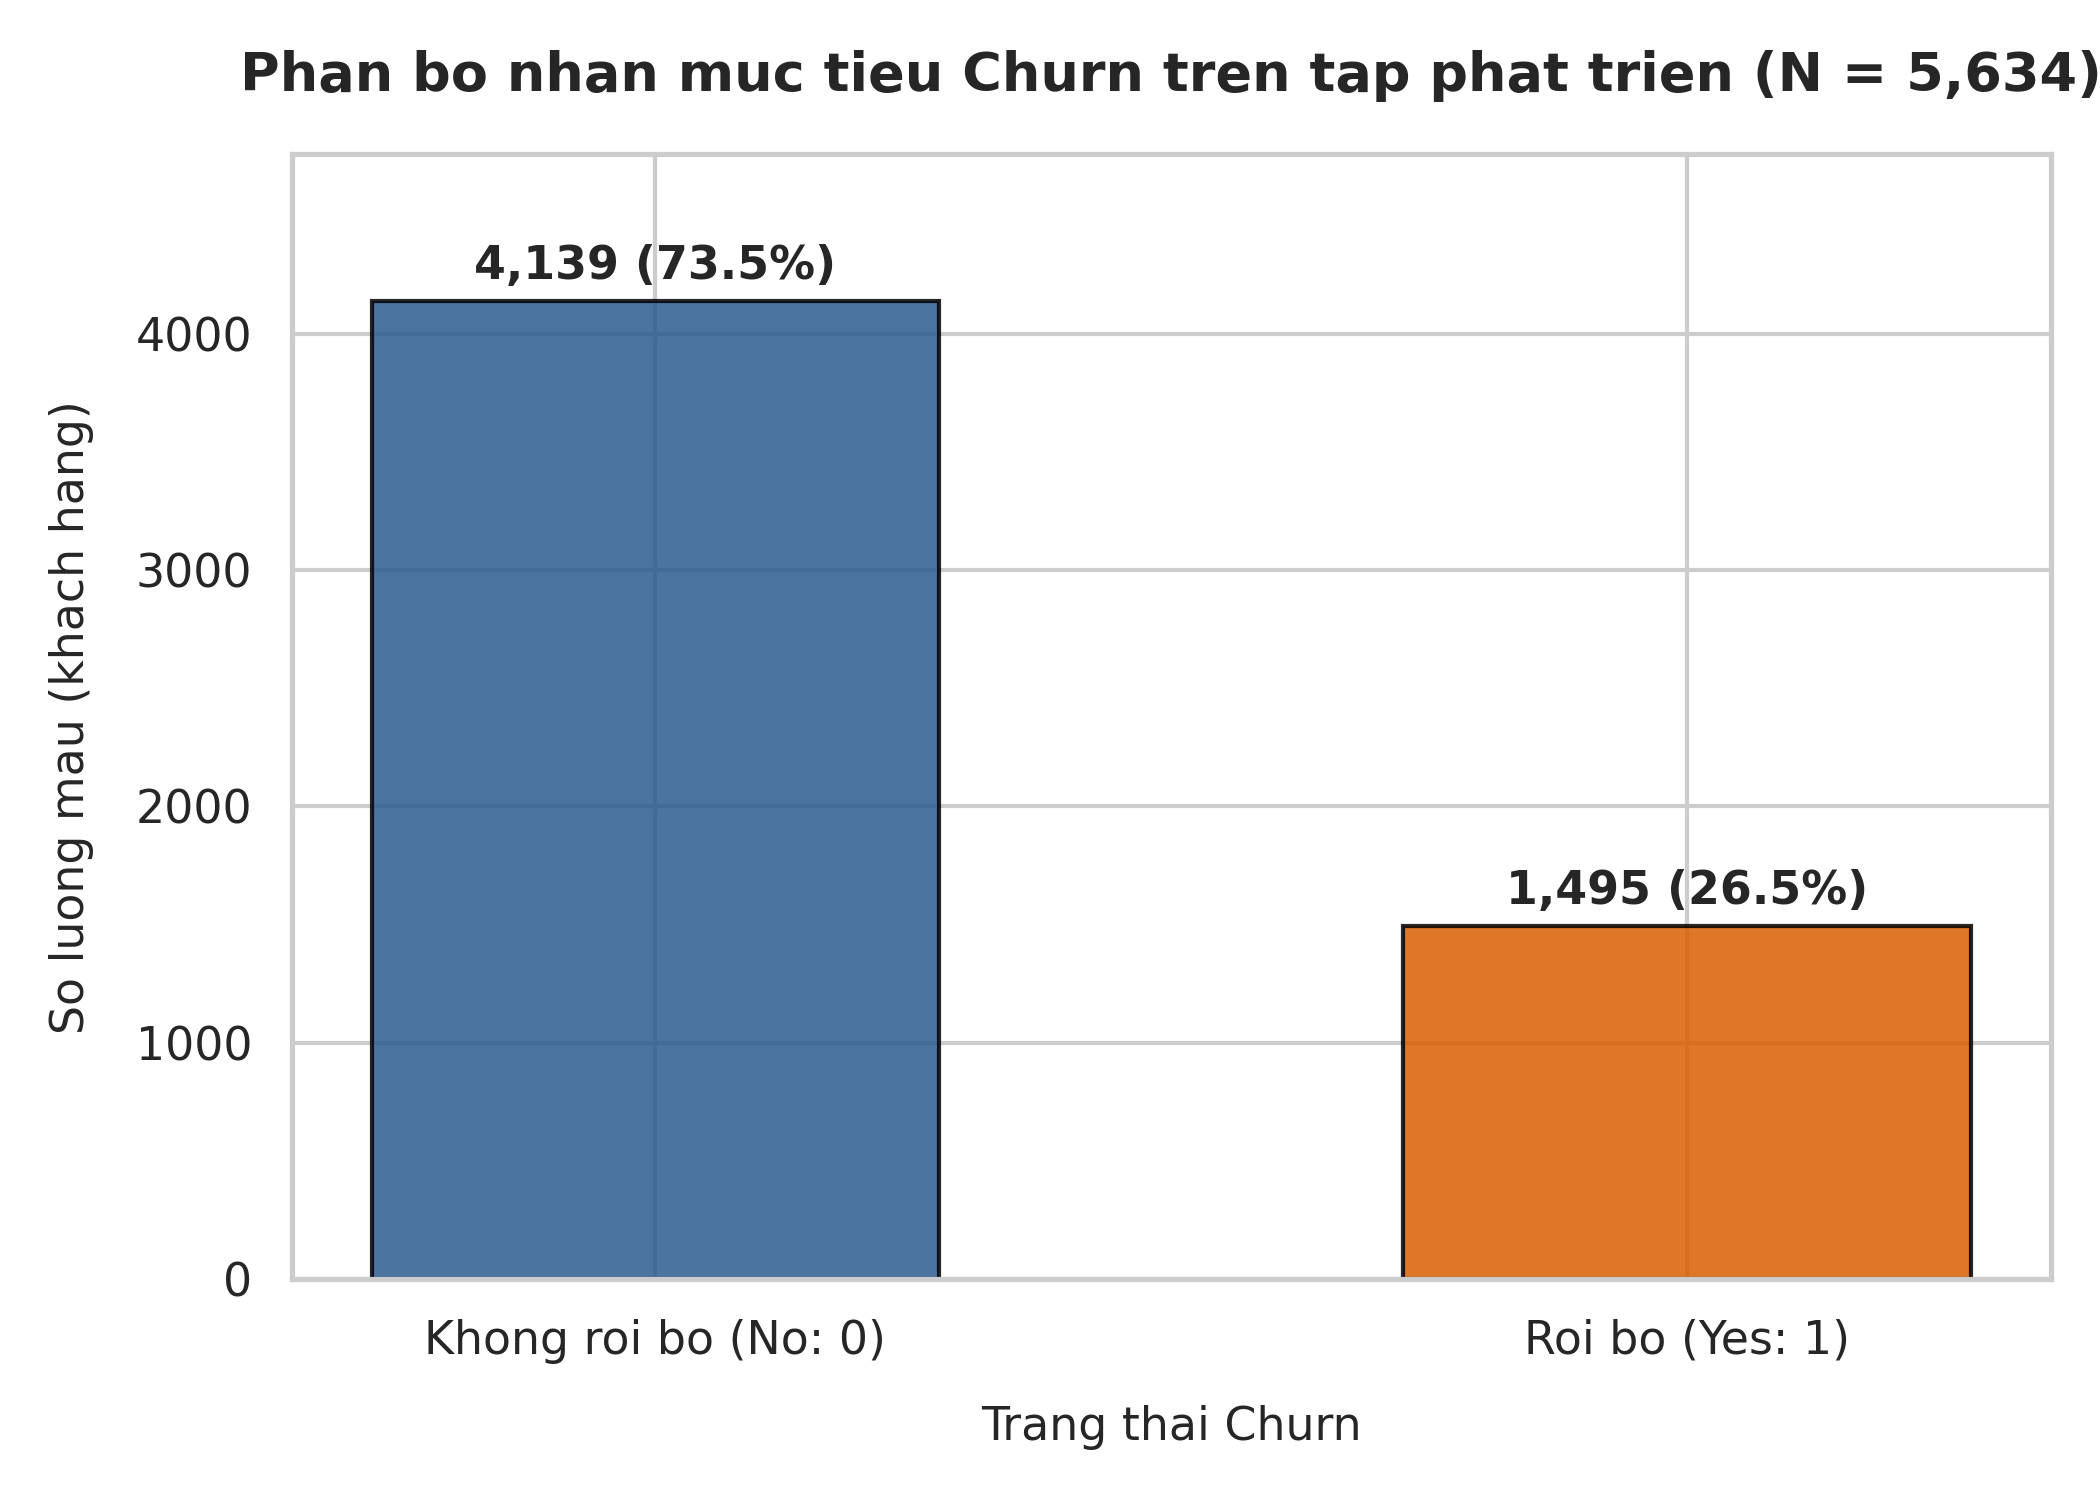 Phan bo nhan muc tieu Churn tren tap phat trien (N = 5,634)
4,139 (73.5%)
1,495 (26.5%)
So luong mau (khach hang)
4000
3000
2000
1000
0
Khong roi bo (No: 0)
Roi bo (Yes: 1)
Trang thai Churn